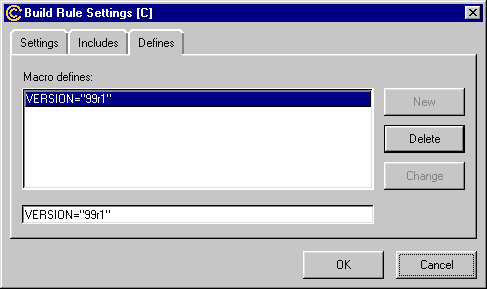 Build Rule Settings [C]
Settings Includes Defines
Macro defines:
VERSION="99r1"
New
Delete
Change
VERSION="99r1"
OK Cancel